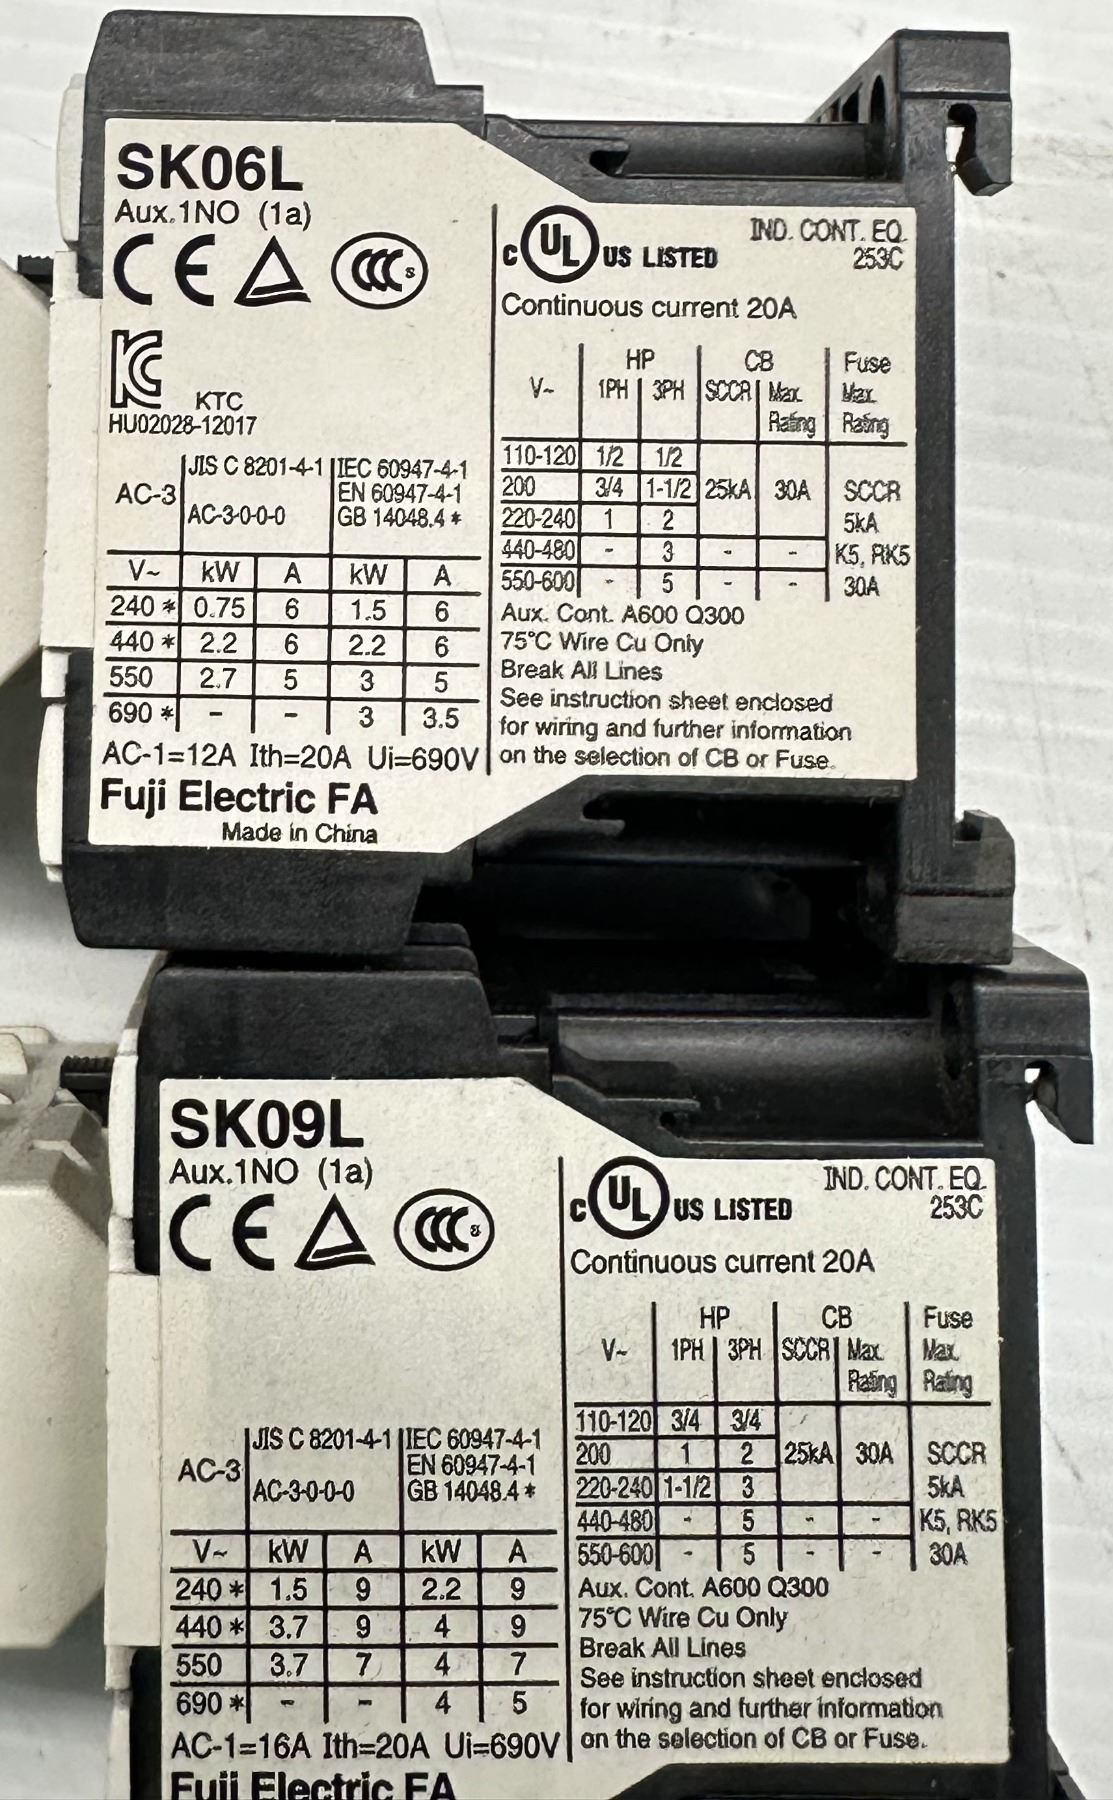 SK06L
Aux.1NO (1a)
CE CCC S
KC KTC
HU02028-12017
AC-3 JIS C 8201-4-1 AC-3-0-0-0 IEC 60947-4-1
EN 60947-4-1
GB 14048.4 *
V~ kW A kW A
240 * 0.75 6 1.5 6
440 * 2.2 6 2.2 6
550 2.7 5 3 5
690 * - - 3 3.5
AC-1=12A Ith=20A Ui=690V
Fuji Electric FA
Made in China
C UL US LISTED
IND. CONT. EQ.
253C
Continuous current 20A
HP CB Fuse
V~ 1PH 3PH SCCR Max. Rating Max. Rating
110-120 1/2 1/2
200 3/4 1-1/2 25kA 30A SCCR
220-240 1 2 5kA
440-480 - 3 - - K5, RK5
550-600 - 5 - - 30A
Aux. Cont. A600 Q300
75°C Wire Cu Only
Break All Lines
See instruction sheet enclosed
for wiring and further information
on the selection of CB or Fuse.
SK09L
Aux.1NO (1a)
CE CCC S
AC-3 JIS C 8201-4-1 AC-3-0-0-0 IEC 60947-4-1
EN 60947-4-1
GB 14048.4 *
V~ kW A kW A
240 * 1.5 9 2.2 9
440 * 3.7 9 4 9
550 3.7 7 4 7
690 * - - 4 5
AC-1=16A Ith=20A Ui=690V
Fuji Electric FA
C UL US LISTED
IND. CONT. EQ.
253C
Continuous current 20A
HP CB Fuse
V~ 1PH 3PH SCCR Max. Rating Max. Rating
110-120 3/4 3/4
200 1 2 25kA 30A SCCR
220-240 1-1/2 3 5kA
440-480 - 5 - - K5, RK5
550-600 - 5 - - 30A
Aux. Cont. A600 Q300
75°C Wire Cu Only
Break All Lines
See instruction sheet enclosed
for wiring and further information
on the selection of CB or Fuse.